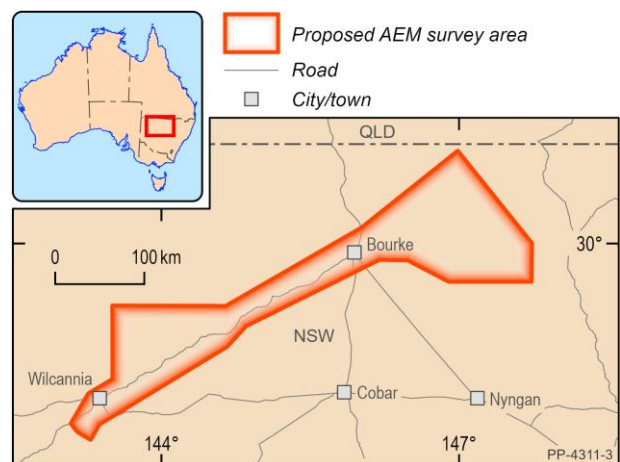 Proposed AEM survey area
Road
City/town
QLD
0 100 km
Bourke
30°
NSW
Wilcannia
Cobar
Nyngan
144°
147°
PP-4311-3